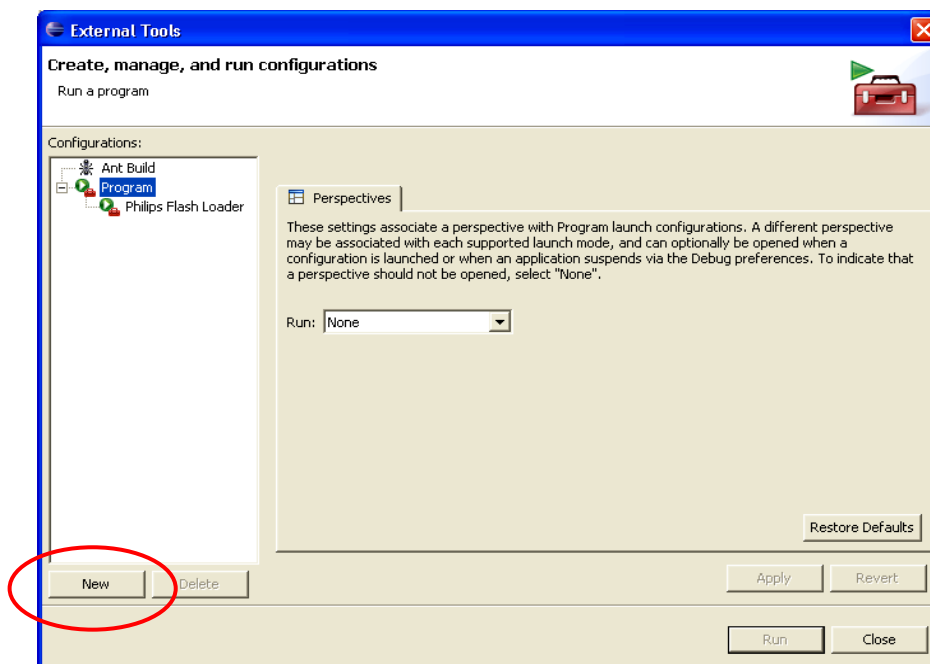 External Tools
Create, manage, and run configurations
Run a program
Configurations:
Ant Build
Program
Philips Flash Loader
Perspectives
These settings associate a perspective with Program launch configurations. A different perspective
may be associated with each supported launch mode, and can optionally be opened when a
configuration is launched or when an application suspends via the Debug preferences. To indicate that
a perspective should not be opened, select "None".
Run: None
Restore Defaults
New Delete
Apply Revert
Run Close